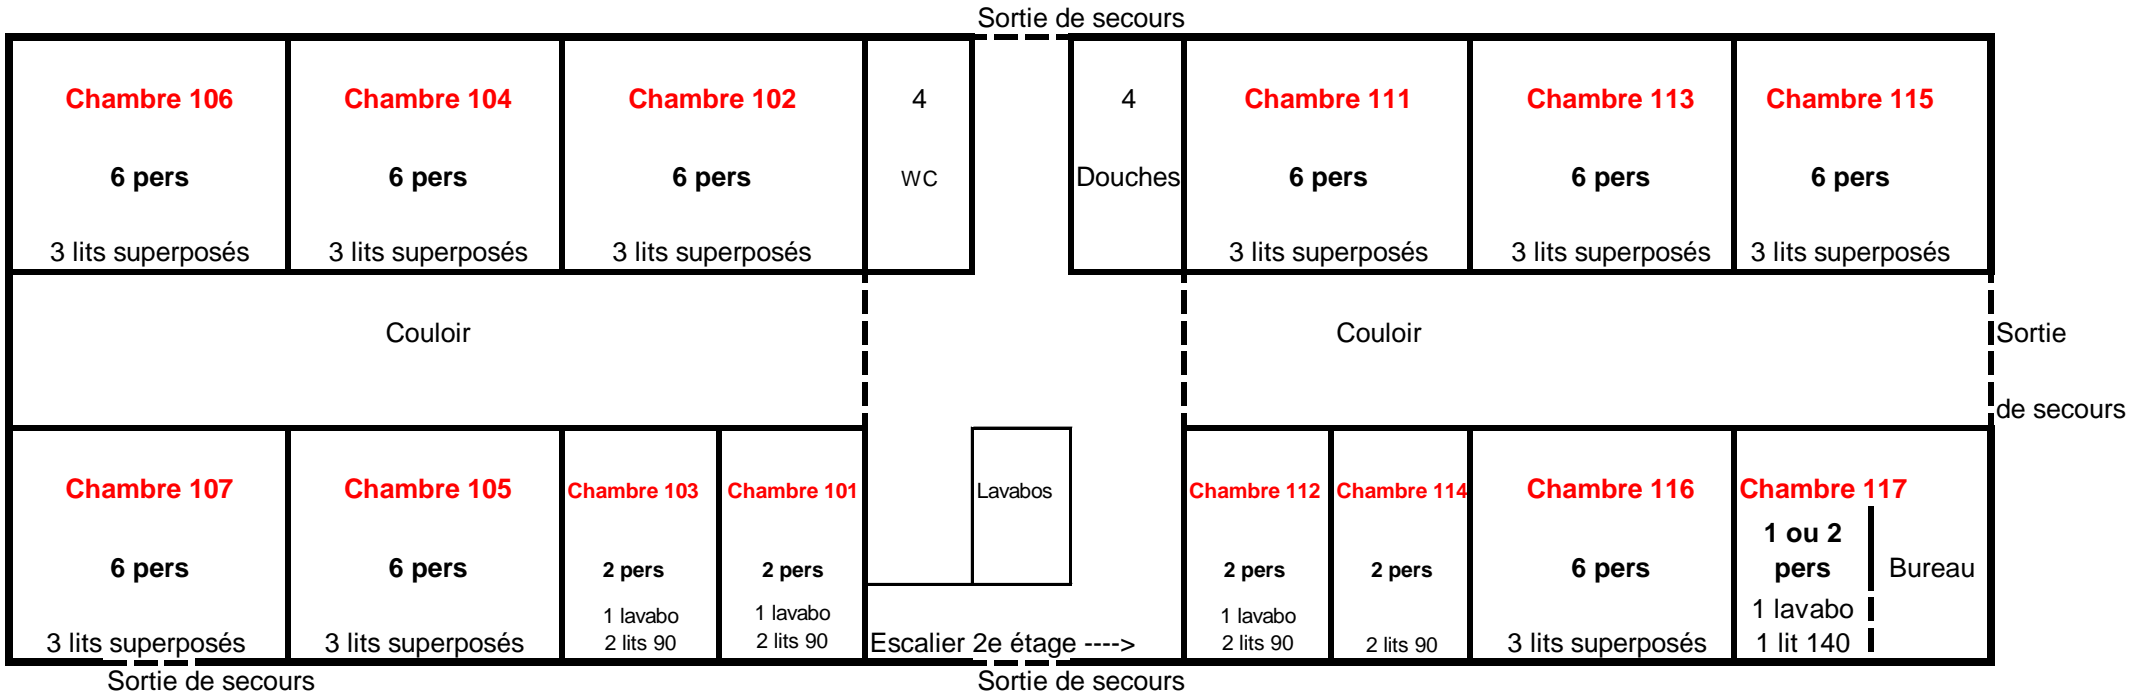 Sortie de secours
Chambre 106
Chambre 104
Chambre 102
4
4
Chambre 111
Chambre 113
Chambre 115
6 pers
6 pers
6 pers
WC
Douches
6 pers
6 pers
6 pers
3 lits superposés
3 lits superposés
3 lits superposés
3 lits superposés
3 lits superposés
3 lits superposés
Couloir
Couloir
Sortie
de secours
Chambre 107
Chambre 105
Chambre 103
Chambre 101
Lavabos
Chambre 112
Chambre 114
Chambre 116
Chambre 117
6 pers
6 pers
2 pers
2 pers
2 pers
2 pers
6 pers
1 ou 2
pers
Bureau
1 lavabo
1 lavabo
1 lavabo
1 lavabo
3 lits superposés
3 lits superposés
2 lits 90
2 lits 90
Escalier 2e étage ---->
2 lits 90
2 lits 90
3 lits superposés
1 lit 140
Sortie de secours
Sortie de secours